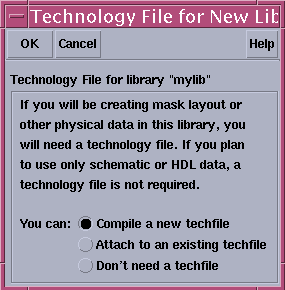 Technology File for New Lib
OK Cancel Help
Technology File for library "mylib"
If you will be creating mask layout or
other physical data in this library, you
will need a technology file. If you plan
to use only schematic or HDL data, a
technology file is not required.
You can: Compile a new techfile
Attach to an existing techfile
Don't need a techfile